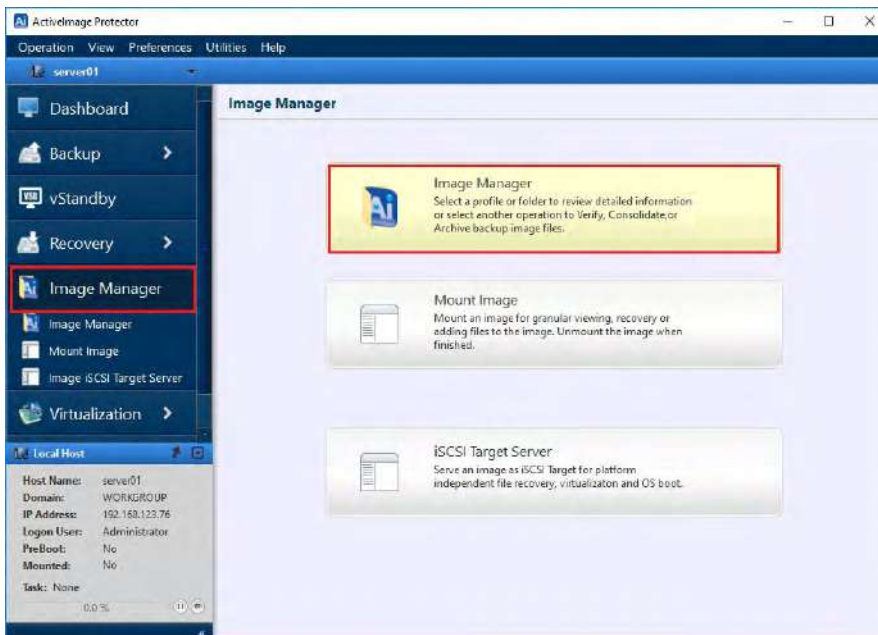 ActiveImage Protector
Operation View Preferences Utilities Help
server01
Dashboard
Backup
vStandby
Recovery
Image Manager
Image Manager
Mount Image
Image iSCSI Target Server
Virtualization
Local Host
Host Name: server01
Domain: WORKGROUP
IP Address: 192.168.123.76
Logon User: Administrator
PreBoot: No
Mounted: No
Task: None
0.0 %
Image Manager
Image Manager
Select a profile or folder to review detailed information
or select another operation to Verify, Consolidate,or
Archive backup image files.
Mount Image
Mount an image for granular viewing, recovery or
adding files to the image. Unmount the image when
finished.
iSCSI Target Server
Serve an image as iSCSI Target for platform
independent file recovery, virtualizaton and OS boot.